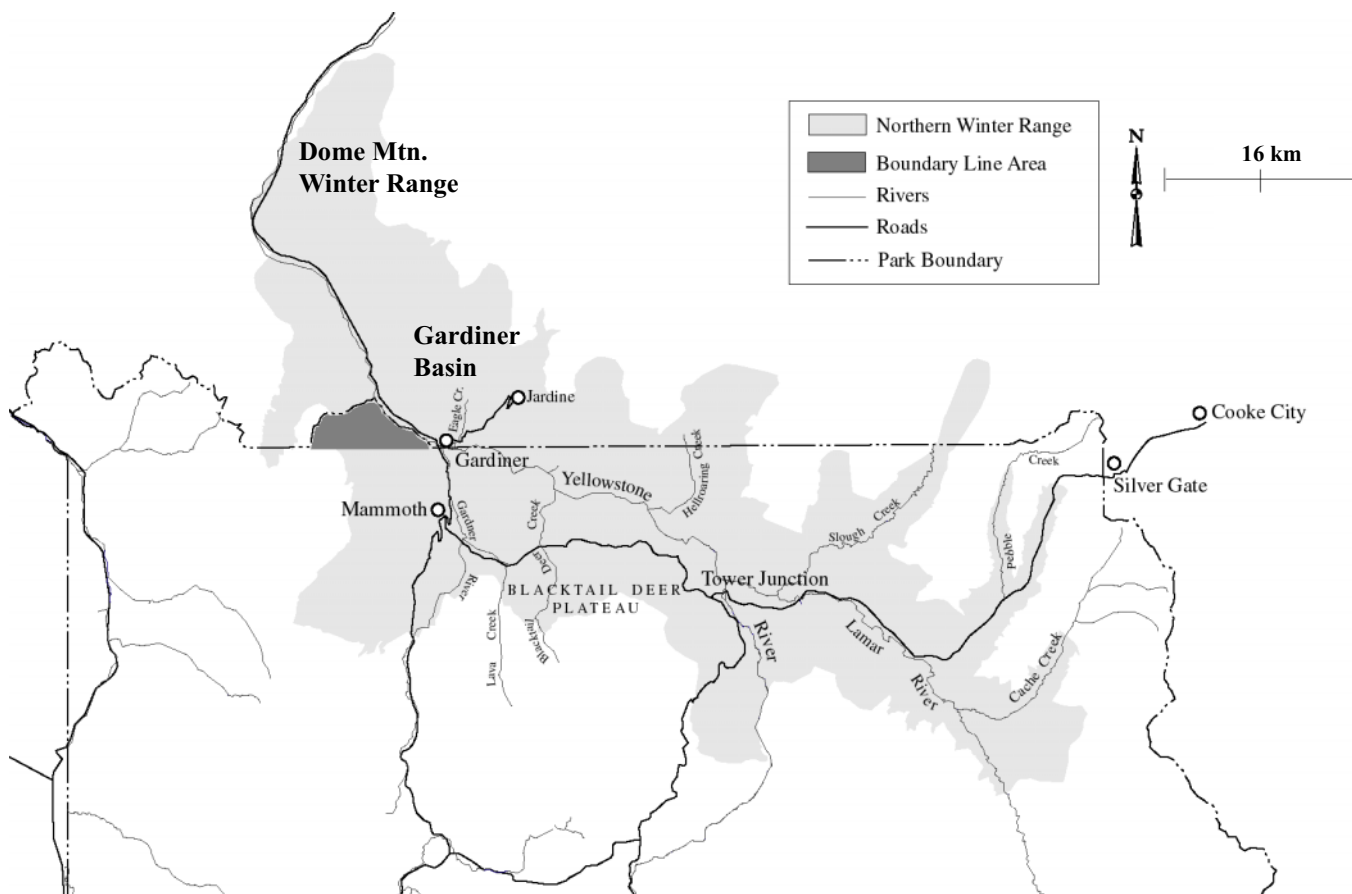 Dome Mtn.
Winter Range
Northern Winter Range
Boundary Line Area
Rivers
Roads
Park Boundary
N
16 km
Gardiner
Basin
Eagle Cr.
Jardine
Cooke City
Gardiner
Yellowstone
Hellroaring Creek
Creek
Silver Gate
Mammoth
Gardner
River
Creek
Deer
Blacktail
Slough Creek
Pebble
Tower Junction
BLACKTAIL DEER
PLATEAU
Lava Creek
River
Lamar
River
Cache Creek